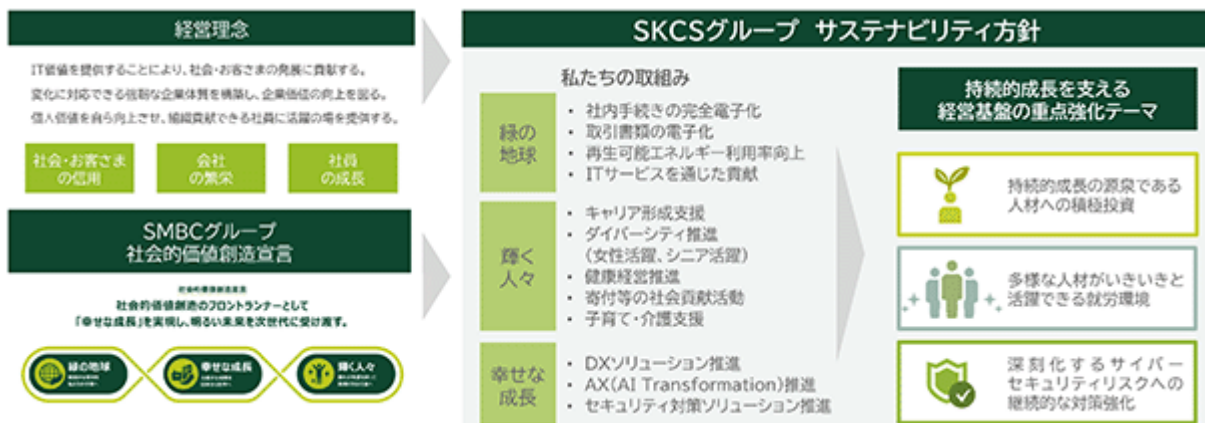 経営理念
IT価値を提供することにより、社会・お客さまの発展に貢献する。
変化に対応できる強靭な企業体質を構築し、企業価値の向上を図る。
個人価値を自ら向上させ、組織貢献できる社員に活躍の場を提供する。
社会・お客さま
の信用
会社
の繁栄
社員
の成長
SMBCグループ
社会的価値創造宣言
社会的価値創造宣言
社会的価値創造のフロントランナーとして
「幸せな成長」を実現し、明るい未来を次世代に受け渡す。
緑の地球
幸せな成長
輝く人々
SKCSグループ サステナビリティ方針
私たちの取組み
緑の
地球
・ 社内手続きの完全電子化
・ 取引書類の電子化
・ 再生可能エネルギー利用率向上
・ ITサービスを通じた貢献
輝く
人々
・ キャリア形成支援
・ ダイバーシティ推進
(女性活躍、シニア活躍)
・ 健康経営推進
・ 寄付等の社会貢献活動
・ 子育て・介護支援
幸せな
成長
・ DXソリューション推進
・ AX(AI Transformation)推進
・ セキュリティ対策ソリューション推進
持続的成長を支える
経営基盤の重点強化テーマ
持続的成長の源泉である
人材への積極投資
多様な人材がいきいきと
活躍できる就労環境
深刻化するサイバー
セキュリティリスクへの
継続的な対策強化